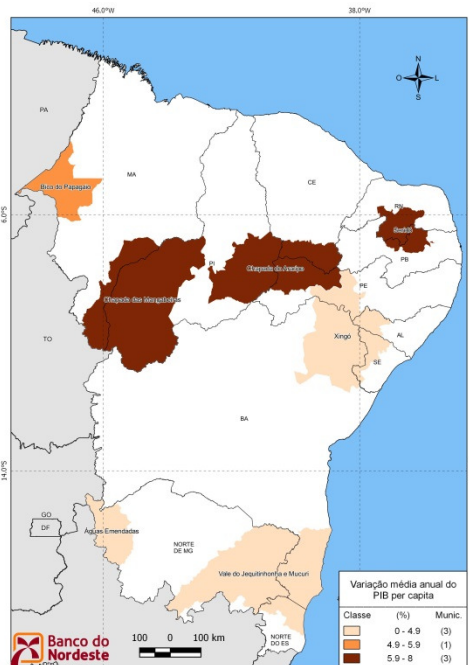 46.0°W
38.0°W
N
O
L
S
PA
MA
CE
Bico do Papagaio
6.0°S
RN
Seridó
PI
Chapada do Araripe
PB
Chapada das Mangabeiras
PE
Xingó
AL
TO
SE
BA
14.0°S
GO
DF
Águas Emendadas
NORTE
DE MG
Vale do Jequitinhonha e Mucuri
NORTE
DO ES
Variação média anual do
PIB per capita
Classe (%) Munic.
0 - 4.9 (3)
4.9 - 5.9 (1)
5.9 - 8 (3)
Banco do
Nordeste
100 0 100 km